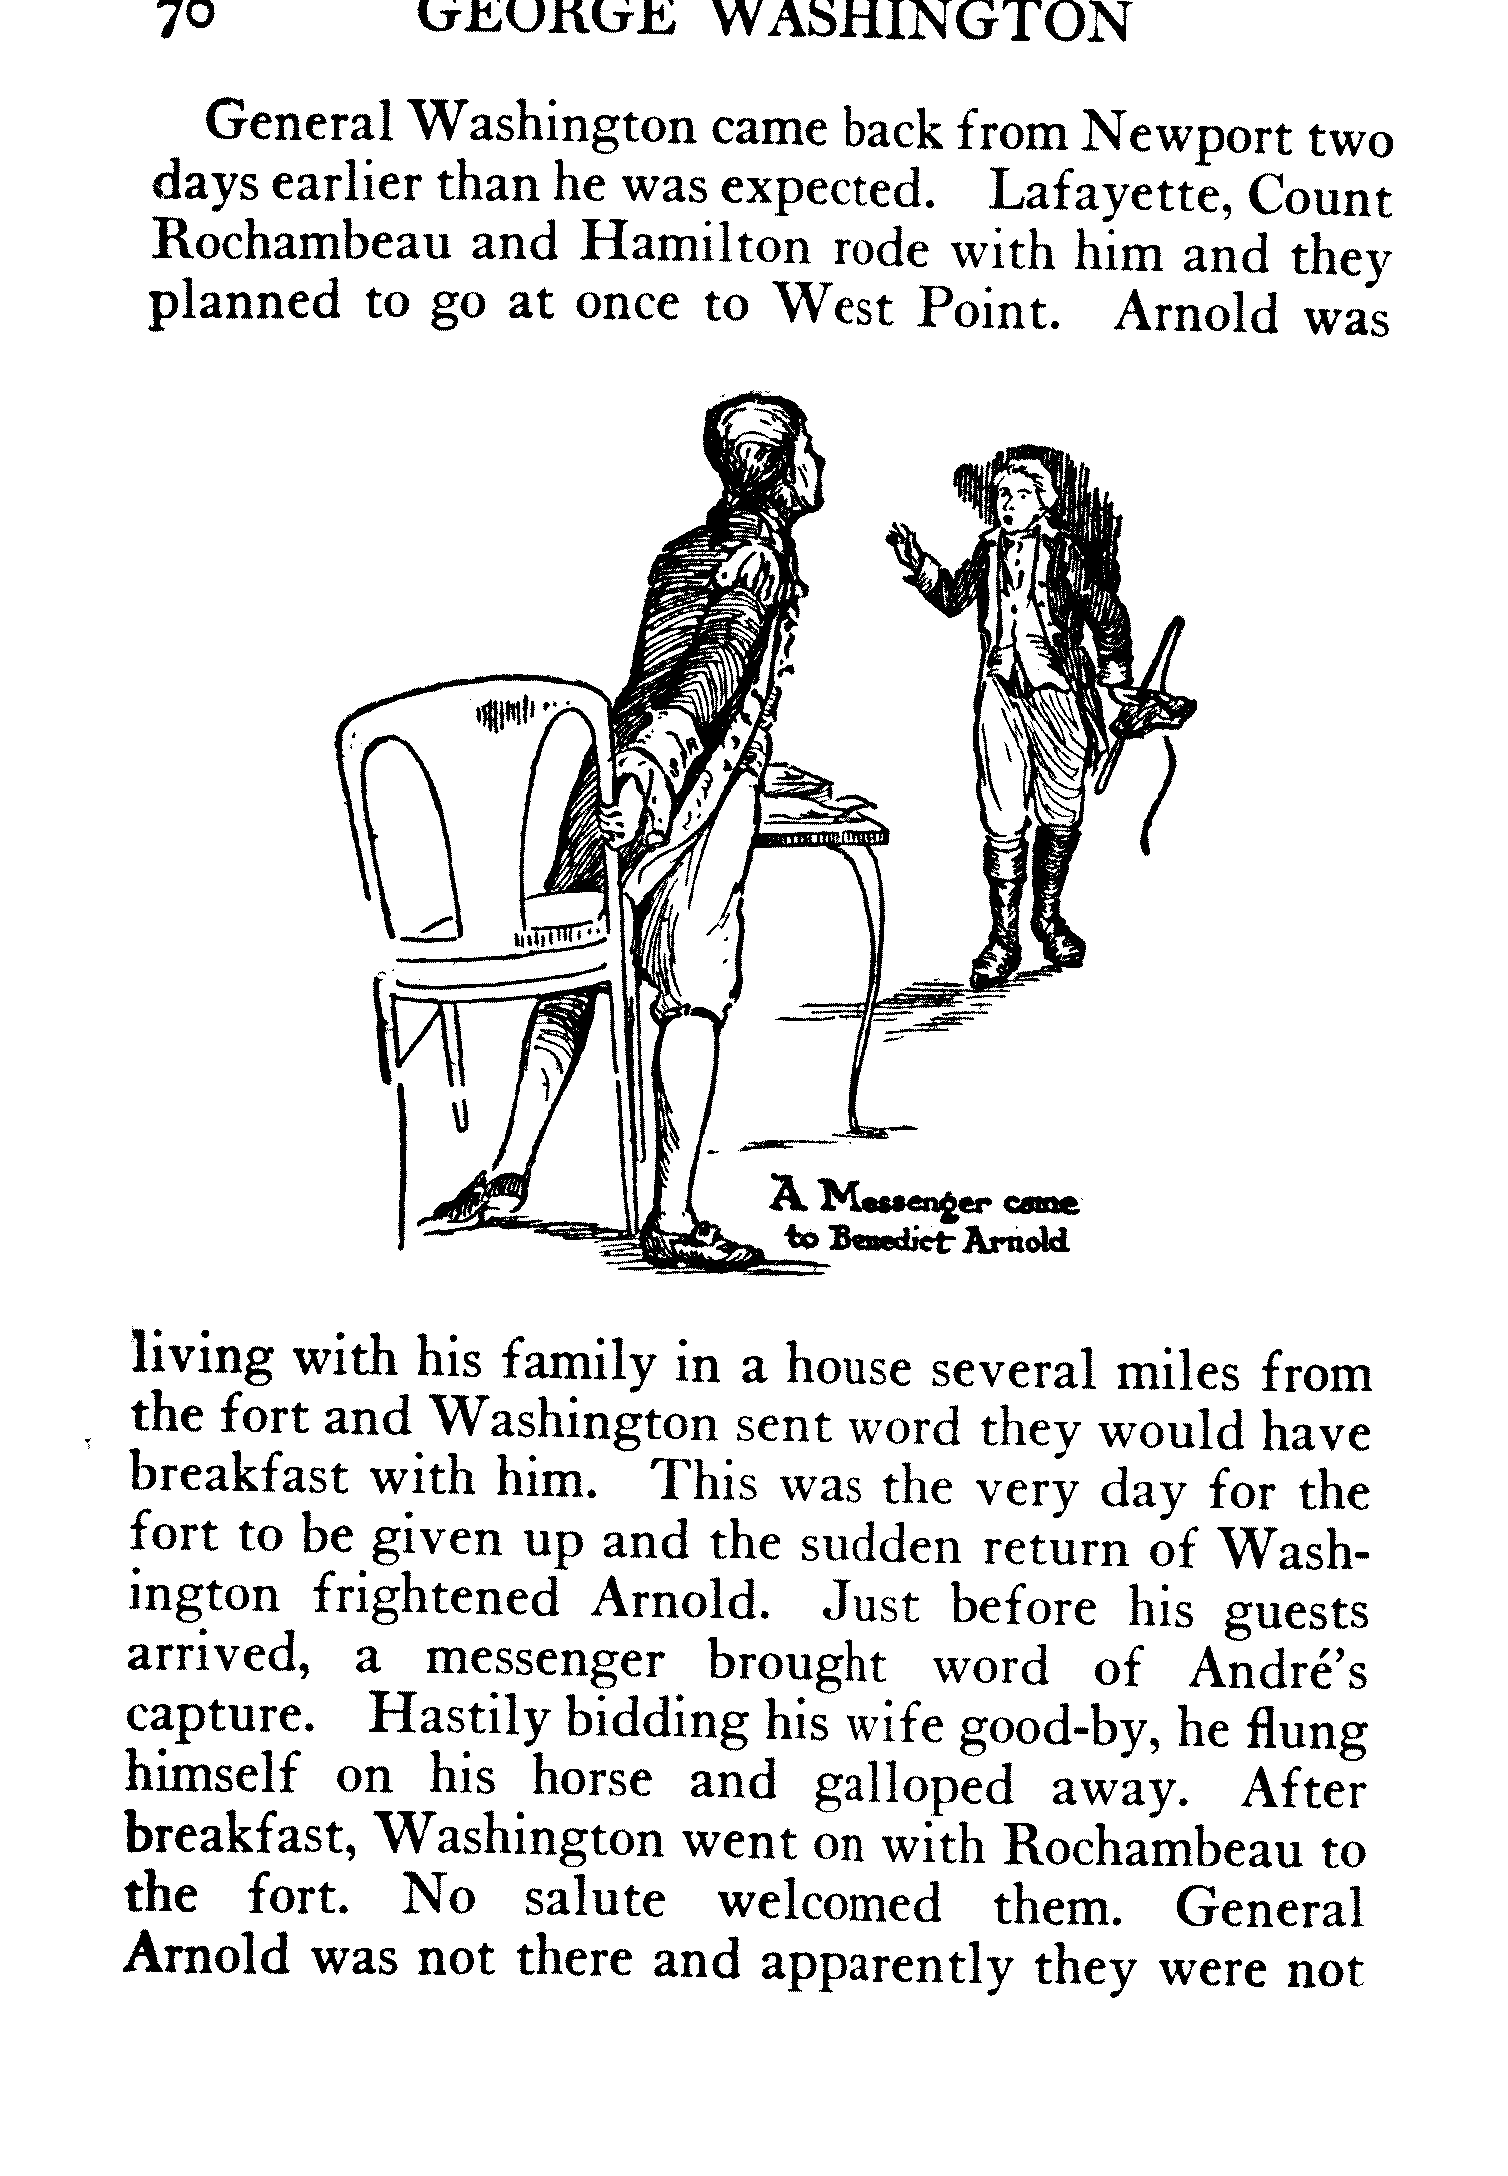 70 GEORGE WASHINGTON
General Washington came back from Newport two
days earlier than he was expected. Lafayette, Count
Rochambeau and Hamilton rode with him and they
planned to go at once to West Point. Arnold was
A Messenger came
to Benedict Arnold
living with his family in a house several miles from
the fort and Washington sent word they would have
breakfast with him. This was the very day for the
fort to be given up and the sudden return of Wash-
ington frightened Arnold. Just before his guests
arrived, a messenger brought word of André's
capture. Hastily bidding his wife good-by, he flung
himself on his horse and galloped away. After
breakfast, Washington went on with Rochambeau to
the fort. No salute welcomed them. General
Arnold was not there and apparently they were not